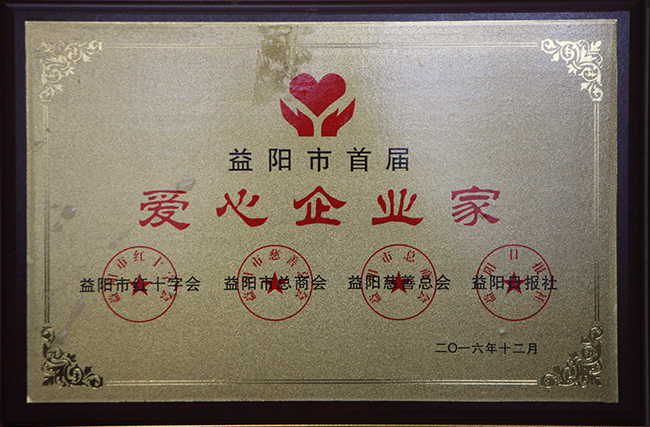 益阳市首届
爱心企业家
益阳市红十字会 益阳市总商会 益阳慈善总会 益阳日报社
二〇一六年十二月